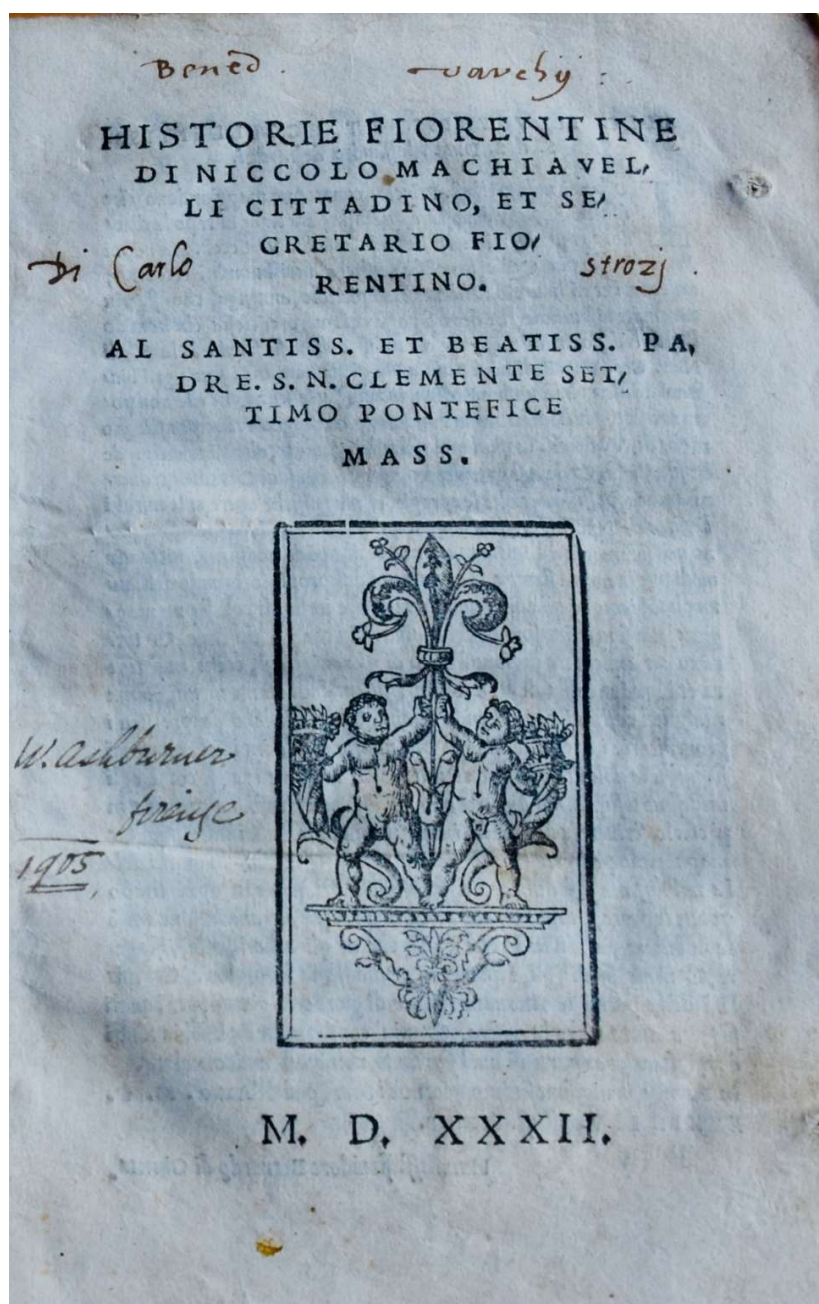 Bened. varchij.
HISTORIE FIORENTINE
DI NICCOLO MACHIAVEL/
LI CITTADINO, ET SE/
GRETARIO FIO/
Di Carlo strozj.
RENTINO.
AL SANTISS. ET BEATISS. PA,
DRE. S. N. CLEMENTE SET/
TIMO PONTEFICE
MASS.
W. Ashburner
firenze
1905,
M. D. XXXII.